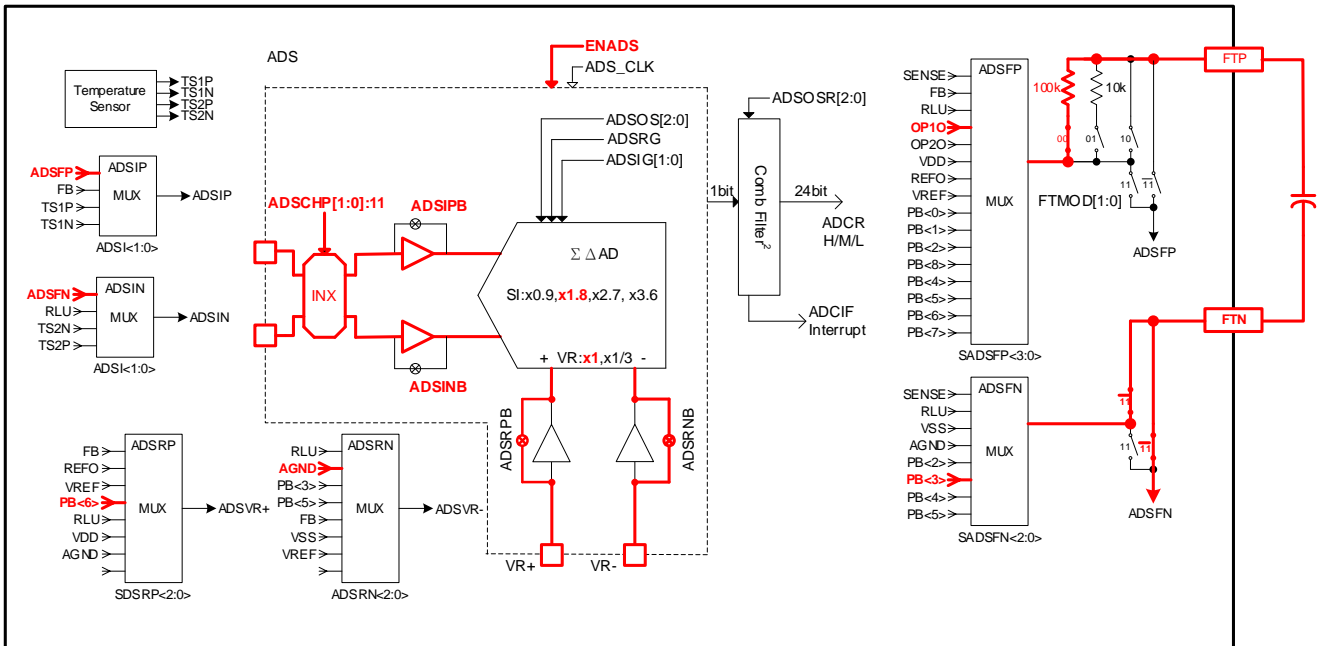 ADS
ENADS
ADS_CLK
Temperature
Sensor
TS1P
TS1N
TS2P
TS2N
ADSFP
FB
TS1P
TS1N
ADSIP
MUX
ADSIP
ADSI<1:0>
ADSFN
RLU
TS2N
TS2P
ADSIN
MUX
ADSIN
ADSI<1:0>
ADSCHP[1:0]:11
INX
ADSIPB
ADSINB
ADSOS[2:0]
ADSRG
ADSIG[1:0]
Σ ΔAD
SI:x0.9,x1.8,x2.7, x3.6
+ VR:x1,x1/3 -
ADSRPB
ADSRNB
VR+
VR-
1bit
ADSOSR[2:0]
Comb Filter²
24bit
ADCR
H/M/L
ADCIF
Interrupt
FB
REFO
VREF
PB<6>
RLU
VDD
AGND
ADSRP
MUX
ADSVR+
SDSRP<2:0>
RLU
AGND
PB<3>
PB<5>
FB
VSS
VREF
ADSRN
MUX
ADSVR-
ADSRN<2:0>
SENSE
FB
RLU
OP1O
OP2O
VDD
REFO
VREF
PB<0>
PB<1>
PB<2>
PB<8>
PB<4>
PB<5>
PB<6>
PB<7>
ADSFP
MUX
SADSFP<3:0>
100k
10k
00
01
10
11
11
FTMOD[1:0]
ADSFP
FTP
SENSE
RLU
VSS
AGND
PB<2>
PB<3>
PB<4>
PB<5>
ADSFN
MUX
SADSFN<2:0>
11
11
11
ADSFN
FTN